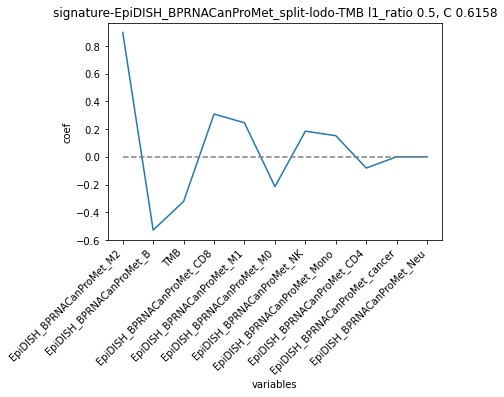 signature-EpiDISH_BPRNACanProMet_split-lodo-TMB l1_ratio 0.5, C 0.6158
0.8
0.6
0.4
0.2
0.0
−0.2
−0.4
−0.6
coef
EpiDISH_BPRNACanProMet_M2
EpiDISH_BPRNACanProMet_B
TMB
EpiDISH_BPRNACanProMet_CD8
EpiDISH_BPRNACanProMet_M1
EpiDISH_BPRNACanProMet_M0
EpiDISH_BPRNACanProMet_NK
EpiDISH_BPRNACanProMet_Mono
EpiDISH_BPRNACanProMet_CD4
EpiDISH_BPRNACanProMet_cancer
EpiDISH_BPRNACanProMet_Neu
variables